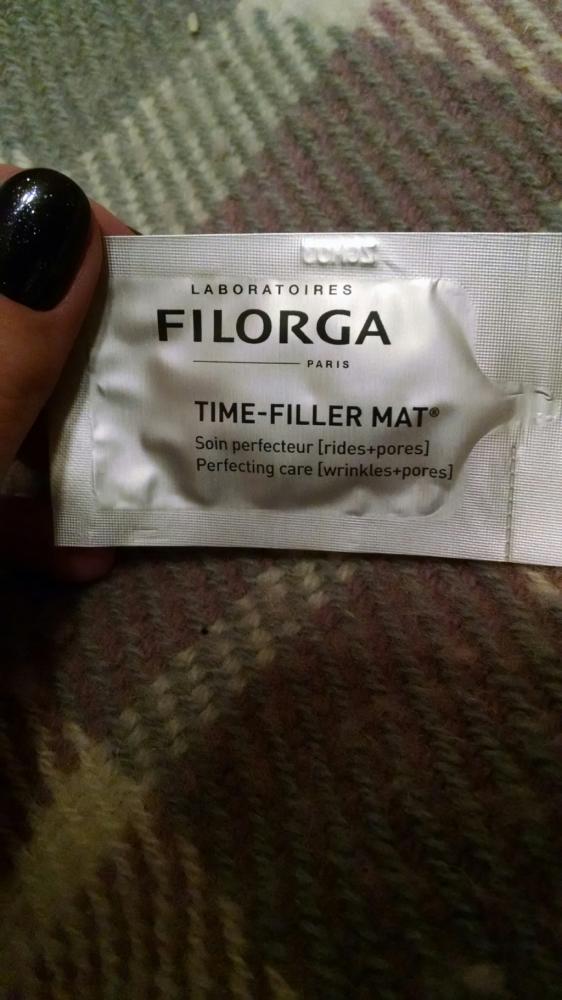 LABORATOIRES
FILORGA
PARIS
TIME-FILLER MAT®
Soin perfecteur [rides+pores]
Perfecting care [wrinkles+pores]